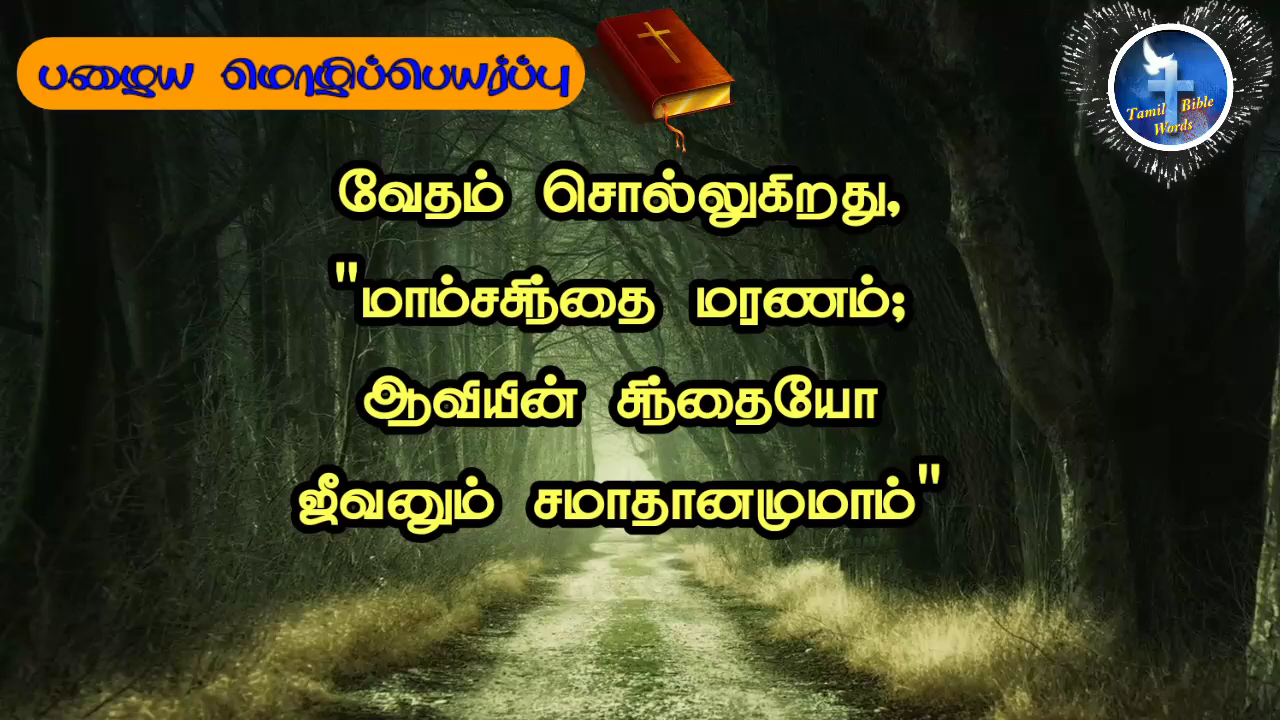 பழைய மொழிப்பெயர்ப்பு
Tamil Bible
Words
வேதம் சொல்லுகிறது,
"மாம்சசிந்தை மரணம்;
ஆவியின் சிந்தையோ
ஜீவனும் சமாதானமுமாம்"